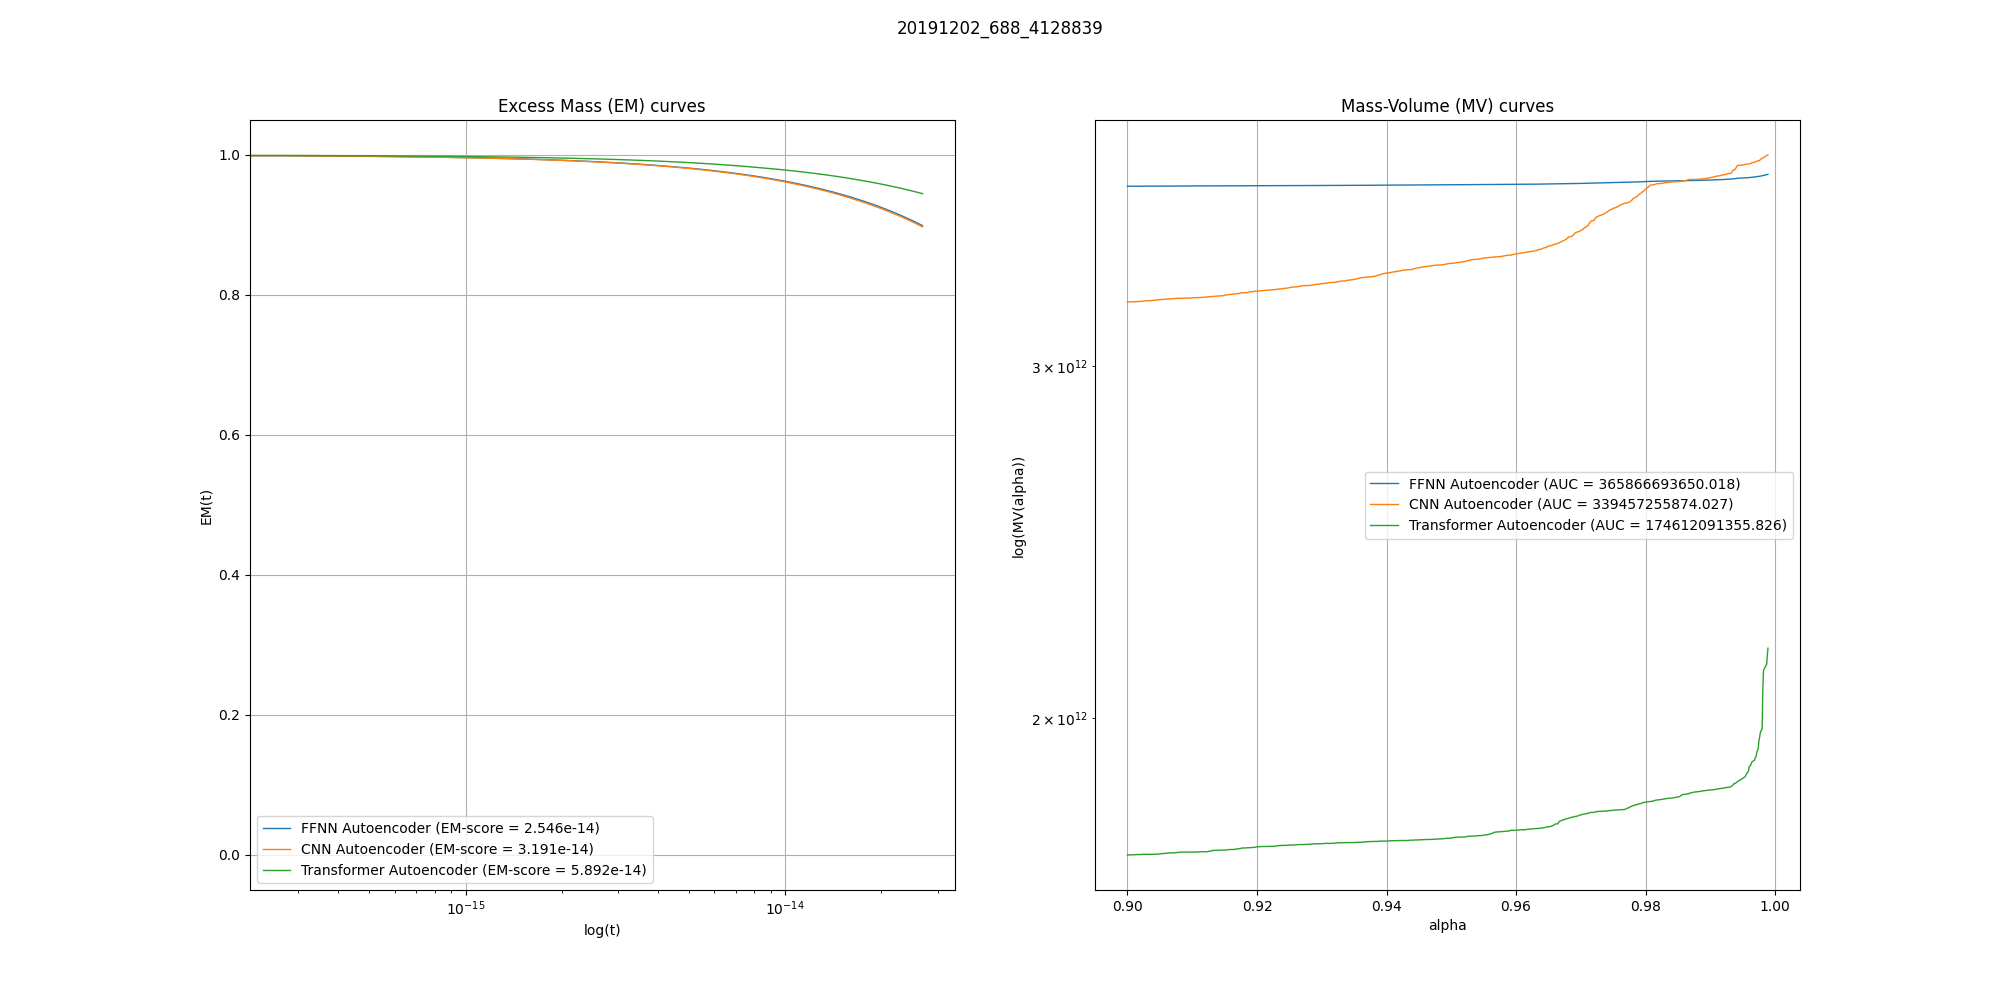 20191202_688_4128839
Excess Mass (EM) curves
1.0
0.8
0.6
0.4
0.2
0.0
EM(t)
FFNN Autoencoder (EM-score = 2.546e-14)
CNN Autoencoder (EM-score = 3.191e-14)
Transformer Autoencoder (EM-score = 5.892e-14)
10⁻¹⁵ 10⁻¹⁴
log(t)
Mass-Volume (MV) curves
3 × 10¹²
2 × 10¹²
log(MV(alpha))
FFNN Autoencoder (AUC = 365866693650.018)
CNN Autoencoder (AUC = 339457255874.027)
Transformer Autoencoder (AUC = 174612091355.826)
0.90 0.92 0.94 0.96 0.98 1.00
alpha